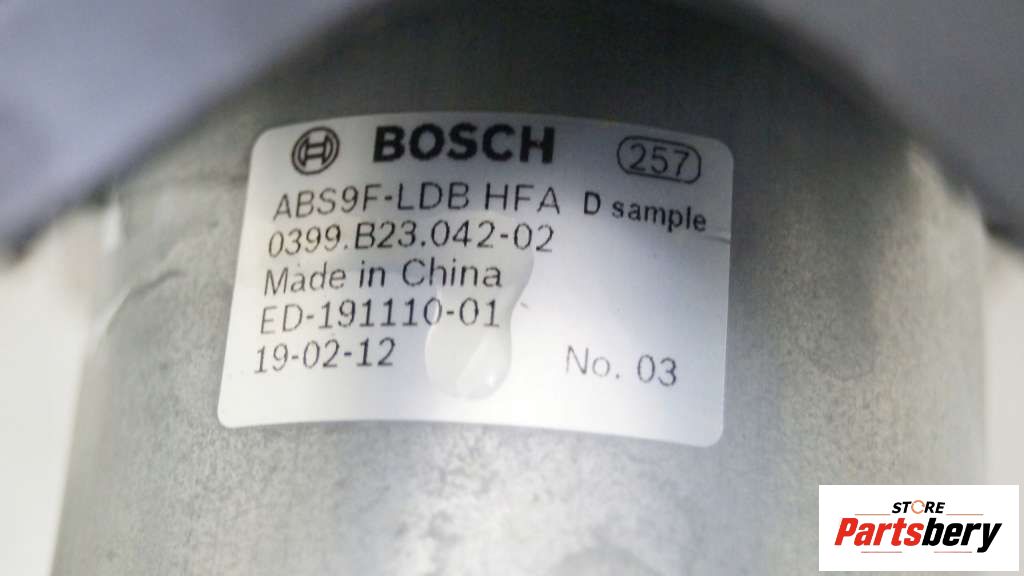 BOSCH 257
ABS9F-LDB HFA D sample
0399.B23.042-02
Made in China
ED-191110-01
19-02-12 No. 03
STORE
Partsbery